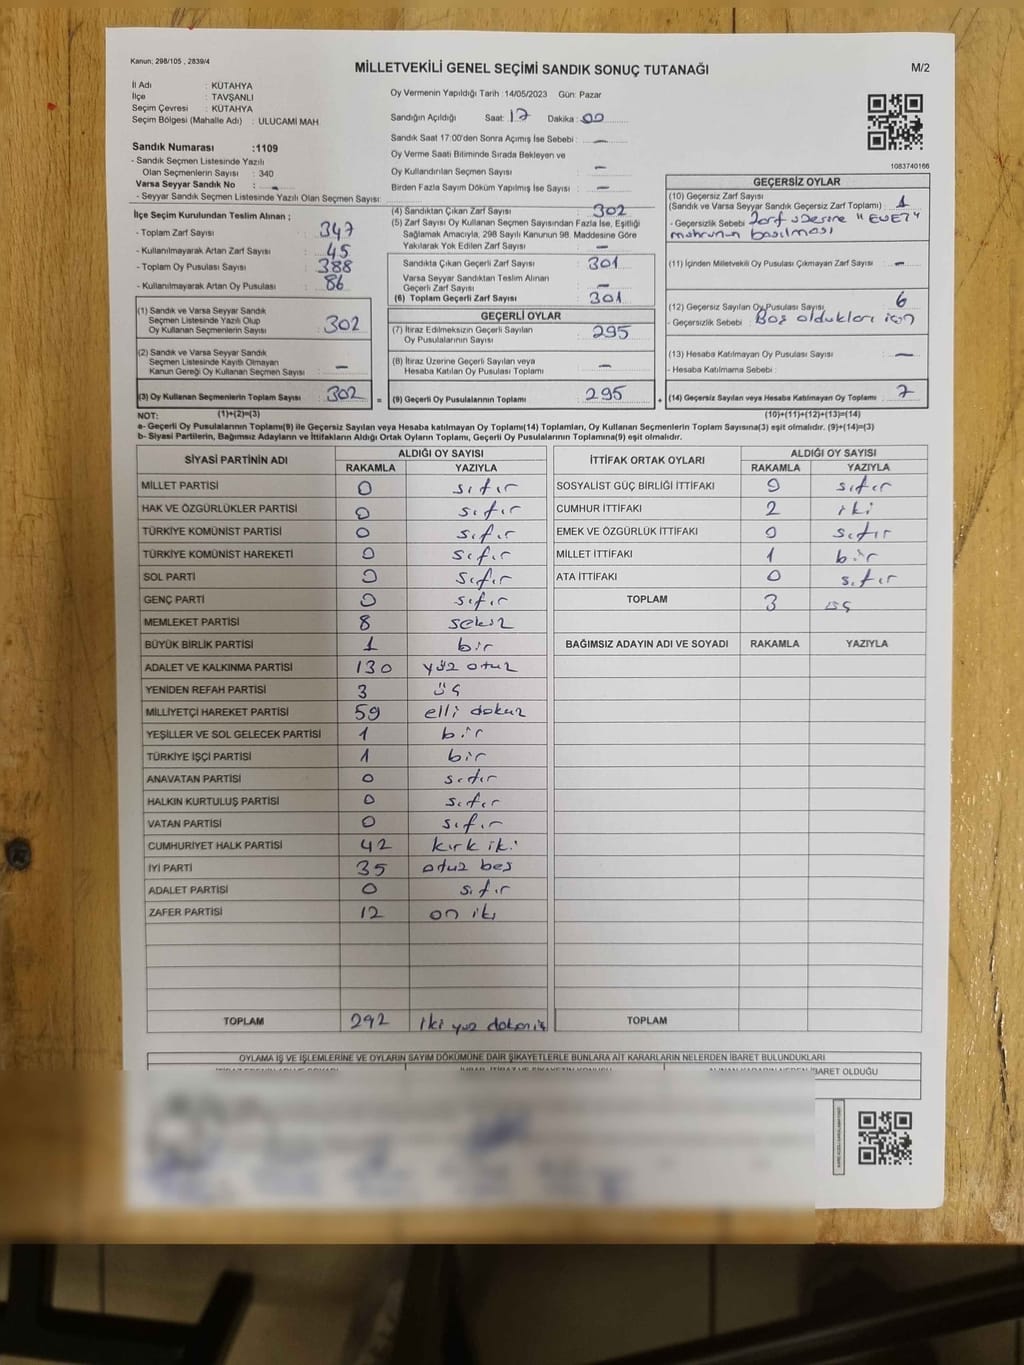 Kanun; 298/105 , 2839/4
MİLLETVEKİLİ GENEL SEÇİMİ SANDIK SONUÇ TUTANAĞI
M/2
İl Adı : KÜTAHYA
İlçe : TAVŞANLI
Seçim Çevresi : KÜTAHYA
Seçim Bölgesi (Mahalle Adı) : ULUCAMİ MAH.
Sandık Numarası :1109
- Sandık Seçmen Listesinde Yazılı
Olan Seçmenlerin Sayısı : 340
Varsa Seyyar Sandık No : -
- Seyyar Sandık Seçmen Listesinde Yazılı Olan Seçmen Sayısı:
Oy Vermenin Yapıldığı Tarih :14/05/2023 Gün: Pazar
Sandığın Açıldığı Saat: 17 Dakika : 00
Sandık Saat 17:00'den Sonra Açımış İse Sebebi : —
Oy Verme Saati Bitiminde Sırada Bekleyen ve
Oy Kullandırılan Seçmen Sayısı : —
Birden Fazla Sayım Döküm Yapılmış İse Sayısı : —
1083740166
İlçe Seçim Kurulundan Teslim Alınan ;
- Toplam Zarf Sayısı : 347
- Kullanılmayarak Artan Zarf Sayısı : 45
- Toplam Oy Pusulası Sayısı : 388
- Kullanılmayarak Artan Oy Pusulası : 86
(1) Sandık ve Varsa Seyyar Sandık
Seçmen Listesinde Yazılı Olup
Oy Kullanan Seçmenlerin Sayısı : 302
(2) Sandık ve Varsa Seyyar Sandık
Seçmen Listesinde Kayıtlı Olmayan
Kanun Gereği Oy Kullanan Seçmen Sayısı : —
(3) Oy Kullanan Seçmenlerin Toplam Sayısı : 302 =
(4) Sandıktan Çıkan Zarf Sayısı : 302
(5) Zarf Sayısı Oy Kullanan Seçmen Sayısından Fazla İse, Eşitliği
Sağlamak Amacıyla, 298 Sayılı Kanunun 98. Maddesine Göre
Yakılarak Yok Edilen Zarf Sayısı : —
Sandıkta Çıkan Geçerli Zarf Sayısı : 301
Varsa Seyyar Sandıktan Teslim Alınan
Geçerli Zarf Sayısı : —
(6) Toplam Geçerli Zarf Sayısı : 301
GEÇERLİ OYLAR
(7) İtiraz Edilmeksizin Geçerli Sayılan
Oy Pusulalarının Sayısı : 295
(8) İtiraz Üzerine Geçerli Sayılan veya
Hesaba Katılan Oy Pusulası Toplamı : —
(9) Geçerli Oy Pusulalarının Toplamı : 295 +
GEÇERSİZ OYLAR
(10) Geçersiz Zarf Sayısı
(Sandık ve Varsa Seyyar Sandık Geçersiz Zarf Toplamı) : 1
- Geçersizlik Sebebi : Zarf üzerine "EVET"
mührünün basılması
(11) İçinden Milletvekili Oy Pusulası Çıkmayan Zarf Sayısı : —
(12) Geçersiz Sayılan Oy Pusulası Sayısı : 6
- Geçersizlik Sebebi : Boş oldukları için
(13) Hesaba Katılmayan Oy Pusulası Sayısı : —
- Hesaba Katılmama Sebebi :
(14) Geçersiz Sayılan veya Hesaba Katılmayan Oy Toplamı : 7
NOT: (1)+(2)=(3) (10)+(11)+(12)+(13)=(14)
a- Geçerli Oy Pusulalarının Toplamı(9) ile Geçersiz Sayılan veya Hesaba Katılmayan Oy Toplamı(14) Toplamları, Oy Kullanan Seçmenlerin Toplam Sayısına(3) eşit olmalıdır. (9)+(14)=(3)
b- Siyasi Partilerin, Bağımsız Adayların ve İttifakların Aldığı Ortak Oyların Toplamı, Geçerli Oy Pusulalarının Toplamına(9) eşit olmalıdır.
SİYASİ PARTİNİN ADI ALDIĞI OY SAYISI
RAKAMLA YAZIYLA
MİLLET PARTİSİ 0 sıfır
HAK VE ÖZGÜRLÜKLER PARTİSİ 0 sıfır
TÜRKİYE KOMÜNİST PARTİSİ 0 sıfır
TÜRKİYE KOMÜNİST HAREKETİ 0 sıfır
SOL PARTİ 0 sıfır
GENÇ PARTİ 0 sıfır
MEMLEKET PARTİSİ 8 sekiz
BÜYÜK BİRLİK PARTİSİ 1 bir
ADALET VE KALKINMA PARTİSİ 130 yüz otuz
YENİDEN REFAH PARTİSİ 3 üç
MİLLİYETÇİ HAREKET PARTİSİ 59 elli dokuz
YEŞİLLER VE SOL GELECEK PARTİSİ 1 bir
TÜRKİYE İŞÇİ PARTİSİ 1 bir
ANAVATAN PARTİSİ 0 sıfır
HALKIN KURTULUŞ PARTİSİ 0 sıfır
VATAN PARTİSİ 0 sıfır
CUMHURİYET HALK PARTİSİ 42 kırk iki
İYİ PARTİ 35 otuz beş
ADALET PARTİSİ 0 sıfır
ZAFER PARTİSİ 12 on iki
TOPLAM 292 iki yüz
İTTİFAK ORTAK OYLARI ALDIĞI OY SAYISI
RAKAMLA YAZIYLA
SOSYALİST GÜÇ BİRLİĞİ İTTİFAKI 0 sıfır
CUMHUR İTTİFAKI 2 iki
EMEK VE ÖZGÜRLÜK İTTİFAKI 0 sıfır
MİLLET İTTİFAKI 1 bir
ATA İTTİFAKI 0 sıfır
TOPLAM 3 üç
BAĞIMSIZ ADAYIN ADI VE SOYADI RAKAMLA YAZIYLA
TOPLAM
OYLAMA İŞ VE İŞLEMLERİNE VE OYLARIN SAYIM DÖKÜMÜNE DAİR ŞİKAYETLERLE BUNLARA AİT KARARLARIN NELERDEN İBARET BULUNDUKLARI
İBARET OLDUĞU